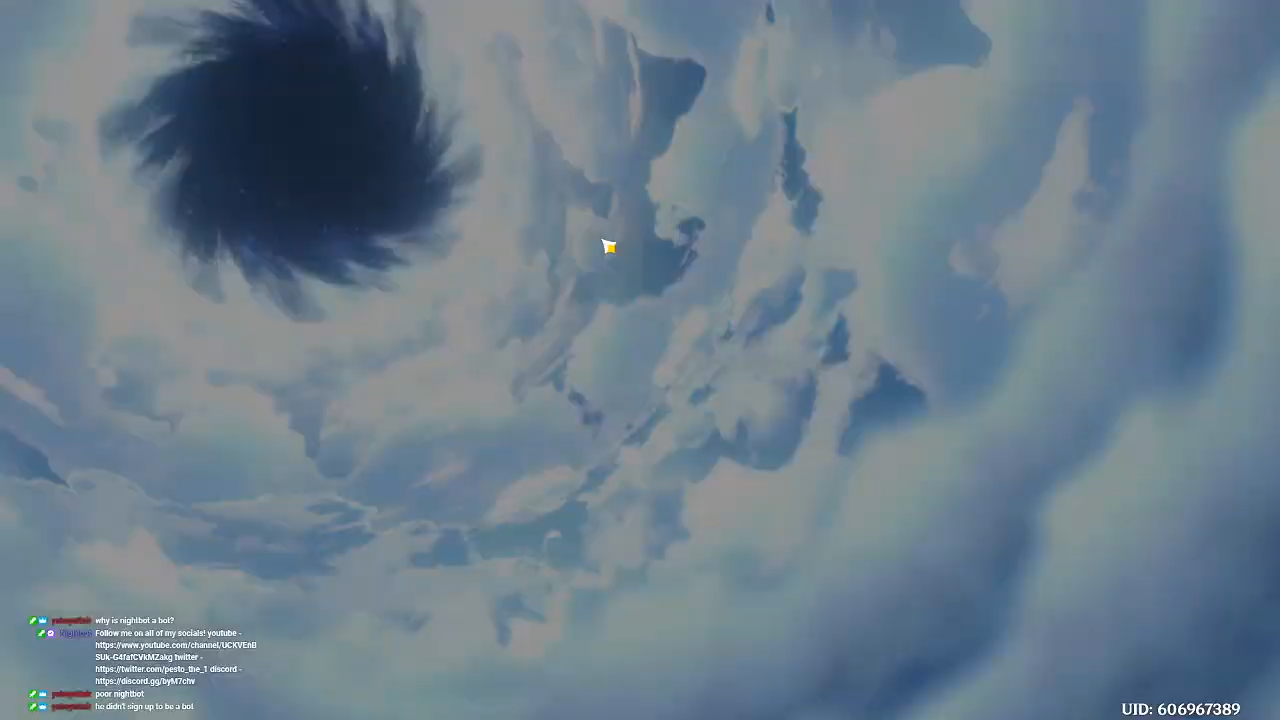 why is nightbot a bot?
Nightbot Follow me on all of my socials! youtube -
https://www.youtube.com/channel/UCKVEnB
SUk-G4fafCVkMZakg twitter -
https://twitter.com/pesto_the_1 discord -
https://discord.gg/byM7chv
poor nightbot
he didn't sign up to be a bot
UID: 606967389